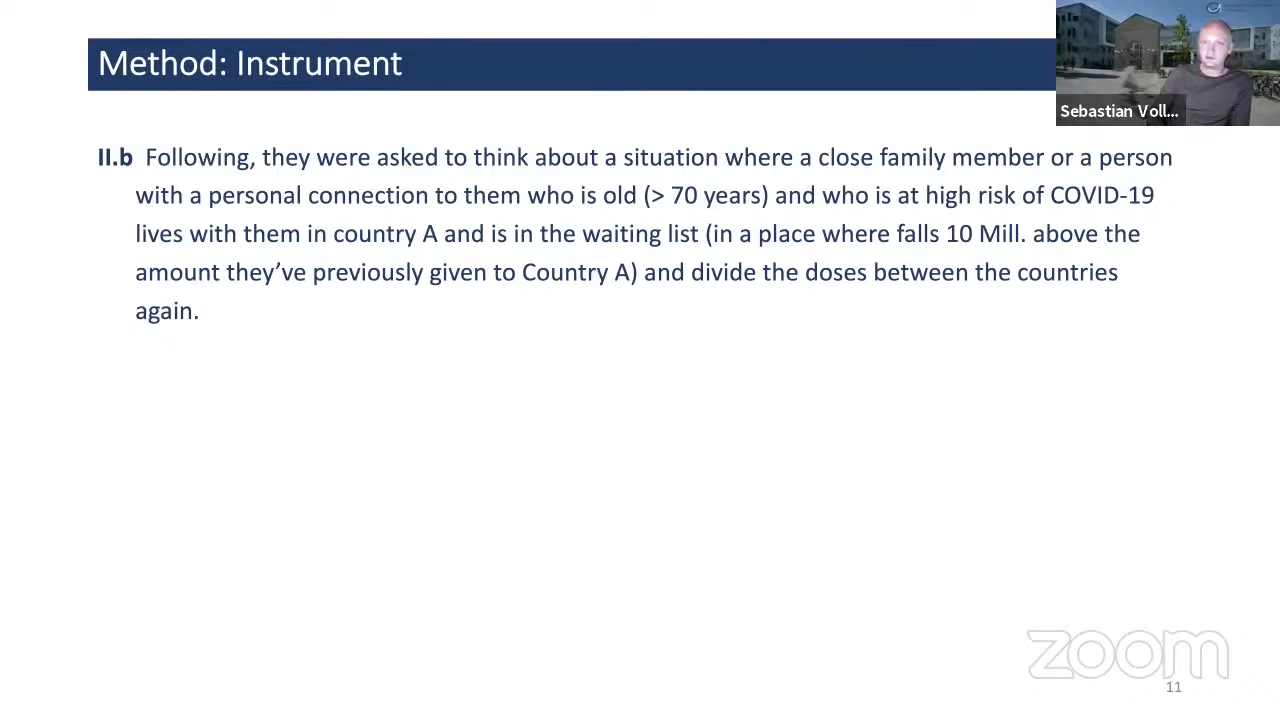 Method: Instrument
Sebastian Voll...
II.b Following, they were asked to think about a situation where a close family member or a person
with a personal connection to them who is old (> 70 years) and who is at high risk of COVID-19
lives with them in country A and is in the waiting list (in a place where falls 10 Mill. above the
amount they’ve previously given to Country A) and divide the doses between the countries
again.
zoom
11